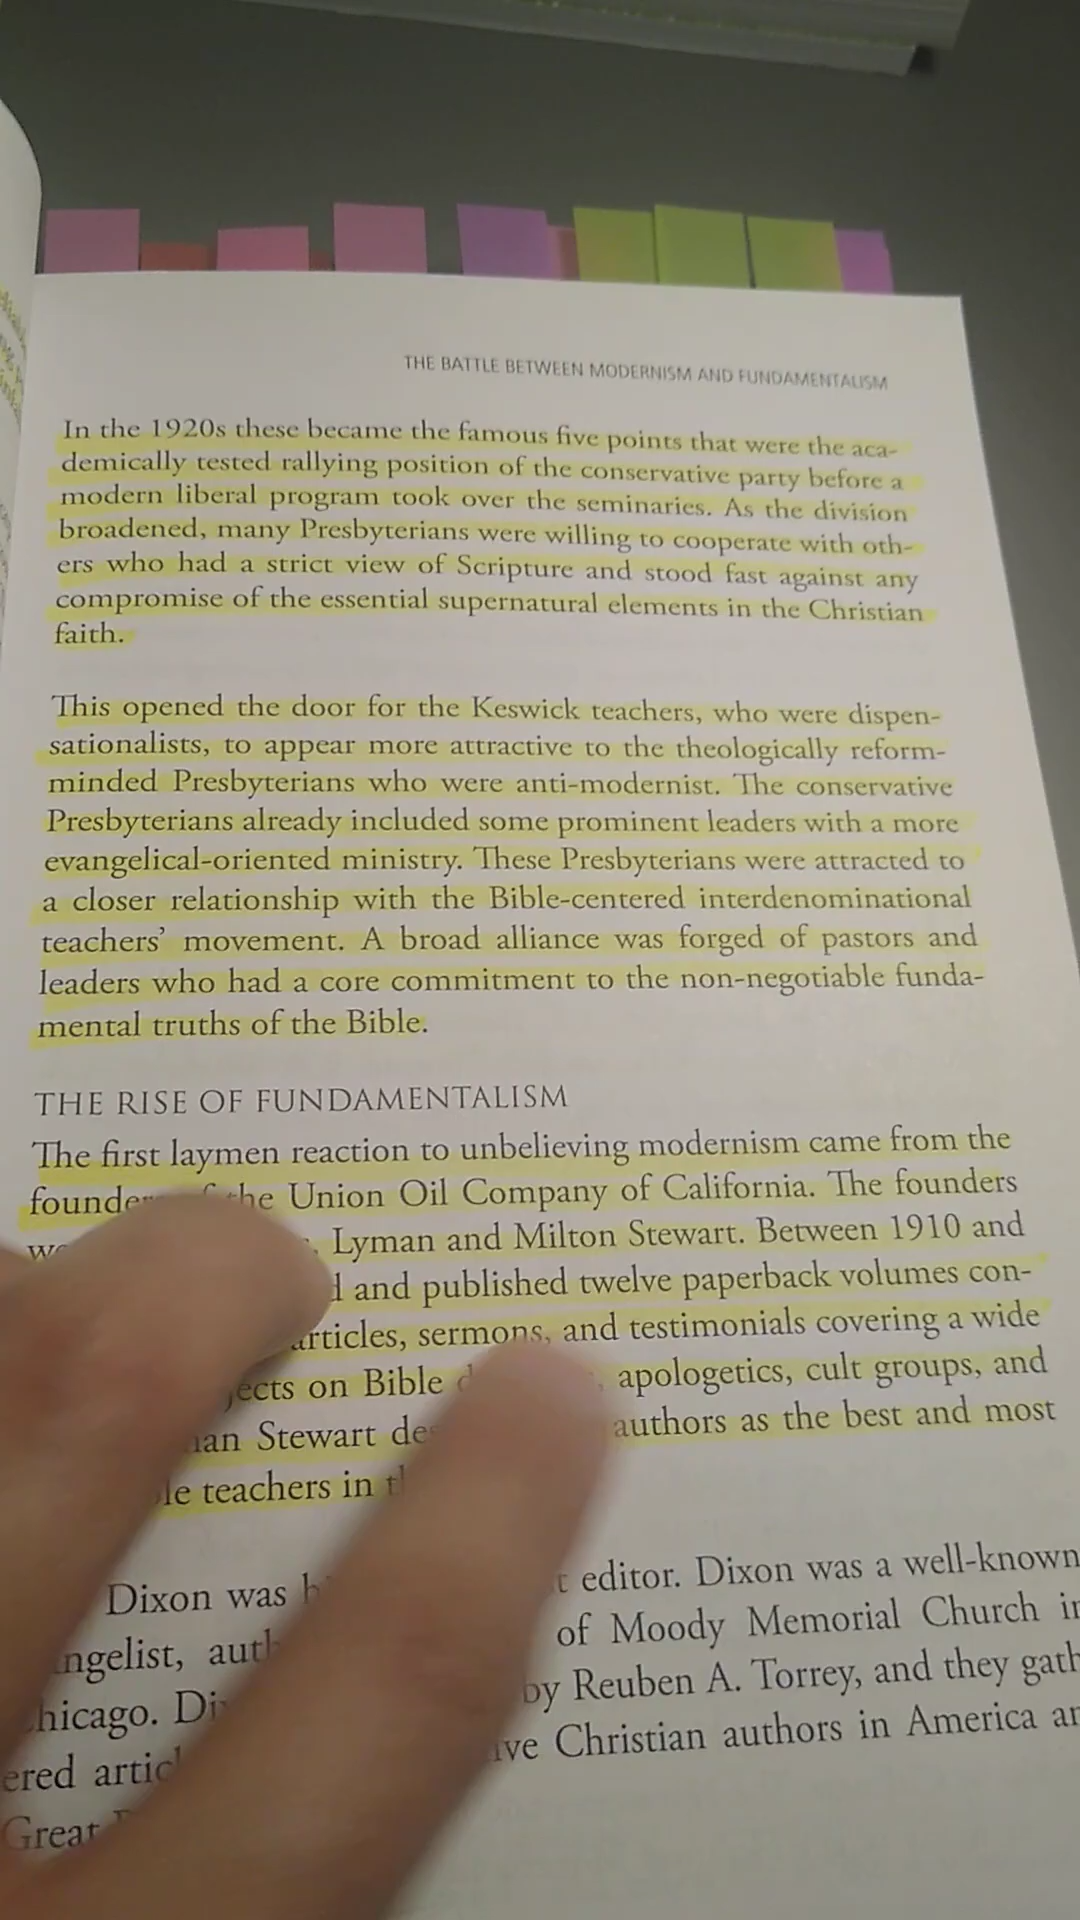 THE BATTLE BETWEEN MODERNISM AND FUNDAMENTALISM
In the 1920s these became the famous five points that were the aca-
demically tested rallying position of the conservative party before a
modern liberal program took over the seminaries. As the division
broadened, many Presbyterians were willing to cooperate with oth-
ers who had a strict view of Scripture and stood fast against any
compromise of the essential supernatural elements in the Christian
faith.
This opened the door for the Keswick teachers, who were dispen-
sationalists, to appear more attractive to the theologically reform-
minded Presbyterians who were anti-modernist. The conservative
Presbyterians already included some prominent leaders with a more
evangelical-oriented ministry. These Presbyterians were attracted to
a closer relationship with the Bible-centered interdenominational
teachers' movement. A broad alliance was forged of pastors and
leaders who had a core commitment to the non-negotiable funda-
mental truths of the Bible.
THE RISE OF FUNDAMENTALISM
The first laymen reaction to unbelieving modernism came from the
the Union Oil Company of California. The founders
Lyman and Milton Stewart. Between 1910 and
and published twelve paperback volumes con-
articles, sermons, and testimonials covering a wide
on Bible apologetics, cult groups, and
Stewart authors as the best and most
teachers in
Dixon was editor. Dixon was a well-known
of Moody Memorial Church in
by Reuben A. Torrey, and they gath
ered Christian authors in America
Great